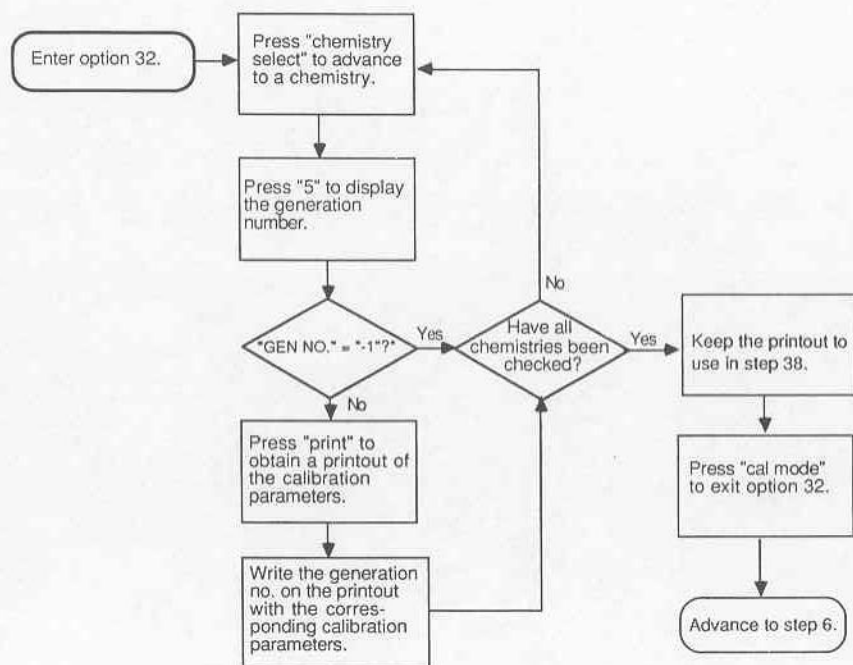 Enter option 32.
Press "chemistry
select" to advance
to a chemistry.
Press "5" to display
the generation
number.
"GEN NO." = "-1"?"
Yes
No
Have all
chemistries been
checked?
No
Yes
Press "print" to
obtain a printout of
the calibration
parameters.
Write the generation
no. on the printout
with the corres-
ponding calibration
parameters.
Keep the printout to
use in step 38.
Press "cal mode"
to exit option 32.
Advance to step 6.